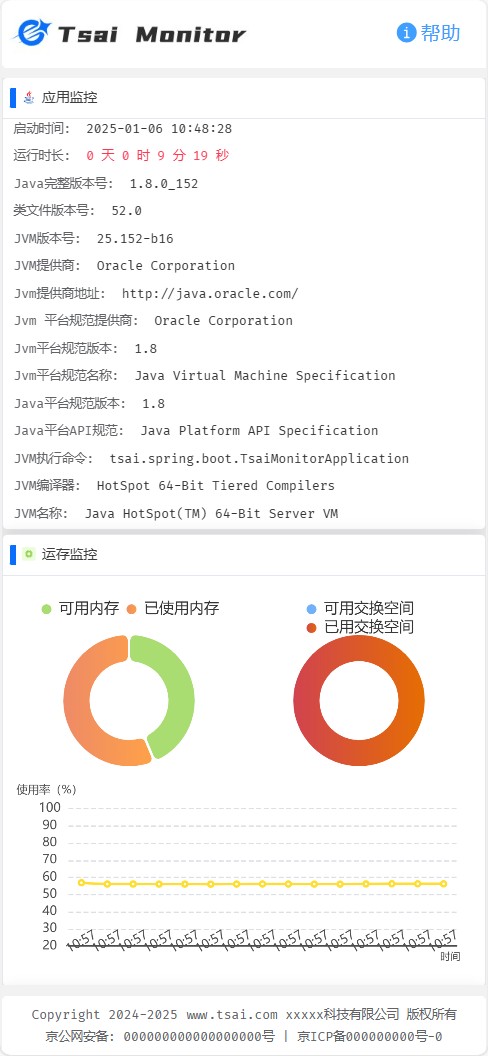 Tsai Monitor
帮助
应用监控
启动时间: 2025-01-06 10:48:28
运行时长: 0 天 0 时 9 分 19 秒
Java完整版本号: 1.8.0_152
类文件版本号: 52.0
JVM版本号: 25.152-b16
JVM提供商: Oracle Corporation
Jvm提供商地址: http://java.oracle.com/
Jvm 平台规范提供商: Oracle Corporation
Jvm平台规范版本: 1.8
Jvm平台规范名称: Java Virtual Machine Specification
Java平台规范版本: 1.8
Java平台API规范: Java Platform API Specification
JVM执行命令: tsai.spring.boot.TsaiMonitorApplication
JVM编译器: HotSpot 64-Bit Tiered Compilers
JVM名称: Java HotSpot(TM) 64-Bit Server VM
运存监控
可用内存 已使用内存
可用交换空间
已用交换空间
使用率 (%)
100
90
80
70
60
50
40
30
20
10:57 10:57 10:57 10:57 10:57 10:57 10:57 10:57 10:57 10:57 10:57 10:57 10:57 10:57 10:57
时间
Copyright 2024-2025 www.tsai.com xxxxx科技有限公司 版权所有
京公网安备: 000000000000000000号 | 京ICP备000000000号-0